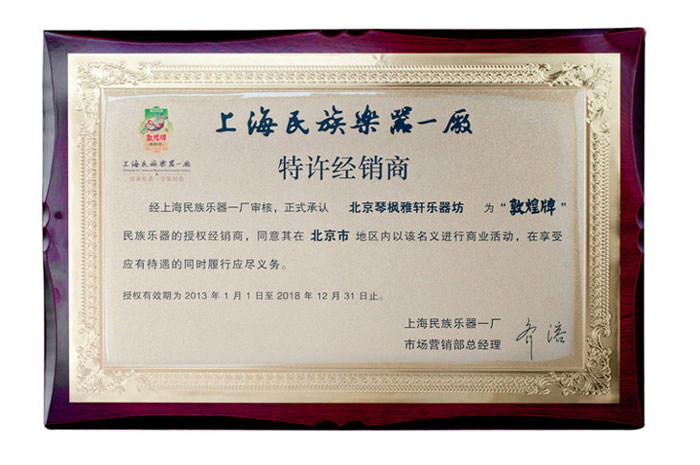 上海民族樂器一廠
特许经销商
敦煌牌
上海民族樂器一廠
经上海民族乐器一厂审核，正式承认 北京琴枫雅轩乐器坊 为“敦煌牌”
民族乐器的授权经销商，同意其在 北京市 地区内以该名义进行商业活动，在享受
应有待遇的同时履行应尽义务。
授权有效期为 2013 年 1 月 1 日至 2018 年 12 月 31 日止。
上海民族乐器一厂
市场营销部总经理